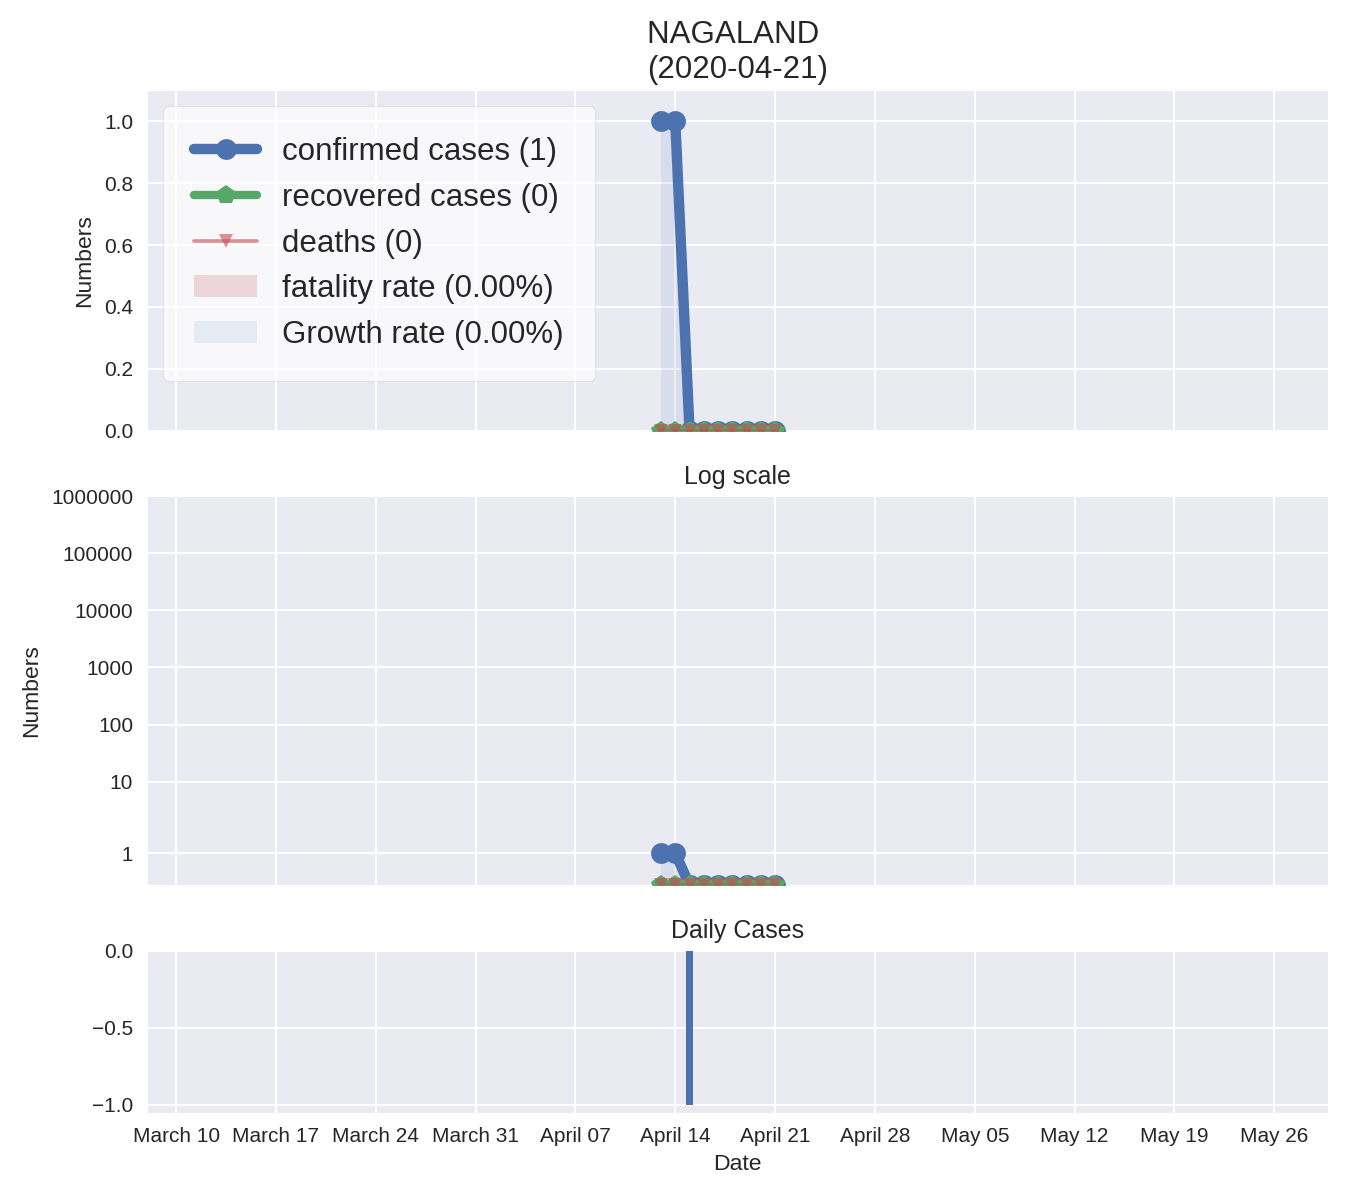 NAGALAND
(2020-04-21)
1.0
0.8
0.6
0.4
0.2
0.0
Numbers
confirmed cases (1)
recovered cases (0)
deaths (0)
fatality rate (0.00%)
Growth rate (0.00%)
Log scale
1000000
100000
10000
1000
100
10
1
Numbers
Daily Cases
0.0
−0.5
−1.0
March 10 March 17 March 24 March 31 April 07 April 14 April 21 April 28 May 05 May 12 May 19 May 26
Date